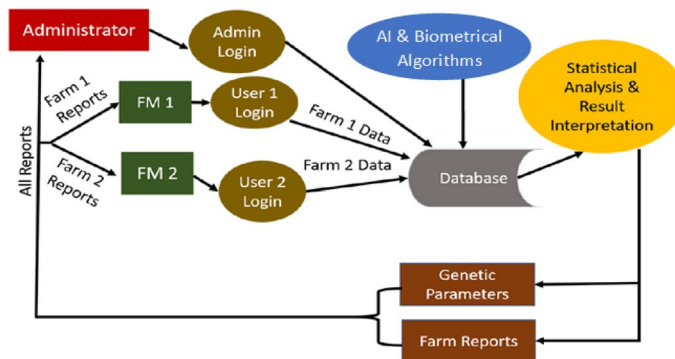 Administrator
Admin
Login
AI & Biometrical
Algorithms
Statistical
Analysis &
Result
Interpretation
Farm 1
Reports
FM 1
User 1
Login
Farm 1 Data
All Reports
Farm 2
Reports
FM 2
User 2
Login
Farm 2 Data
Database
Genetic
Parameters
Farm Reports